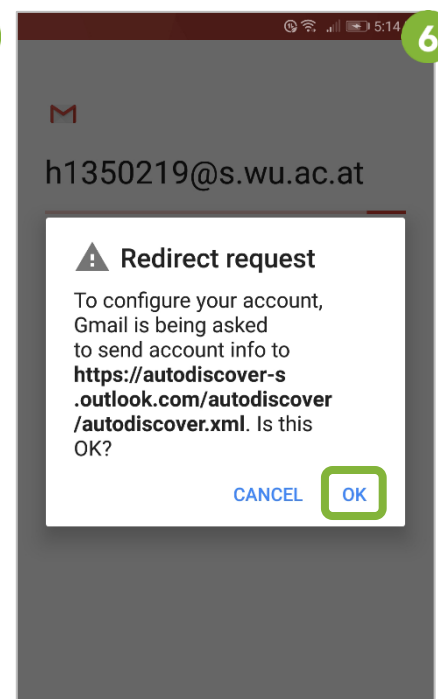 5:14
6
h1350219@s.wu.ac.at
Redirect request
To configure your account,
Gmail is being asked
to send account info to
https://autodiscover-s
.outlook.com/autodiscover
/autodiscover.xml. Is this
OK?
CANCEL OK